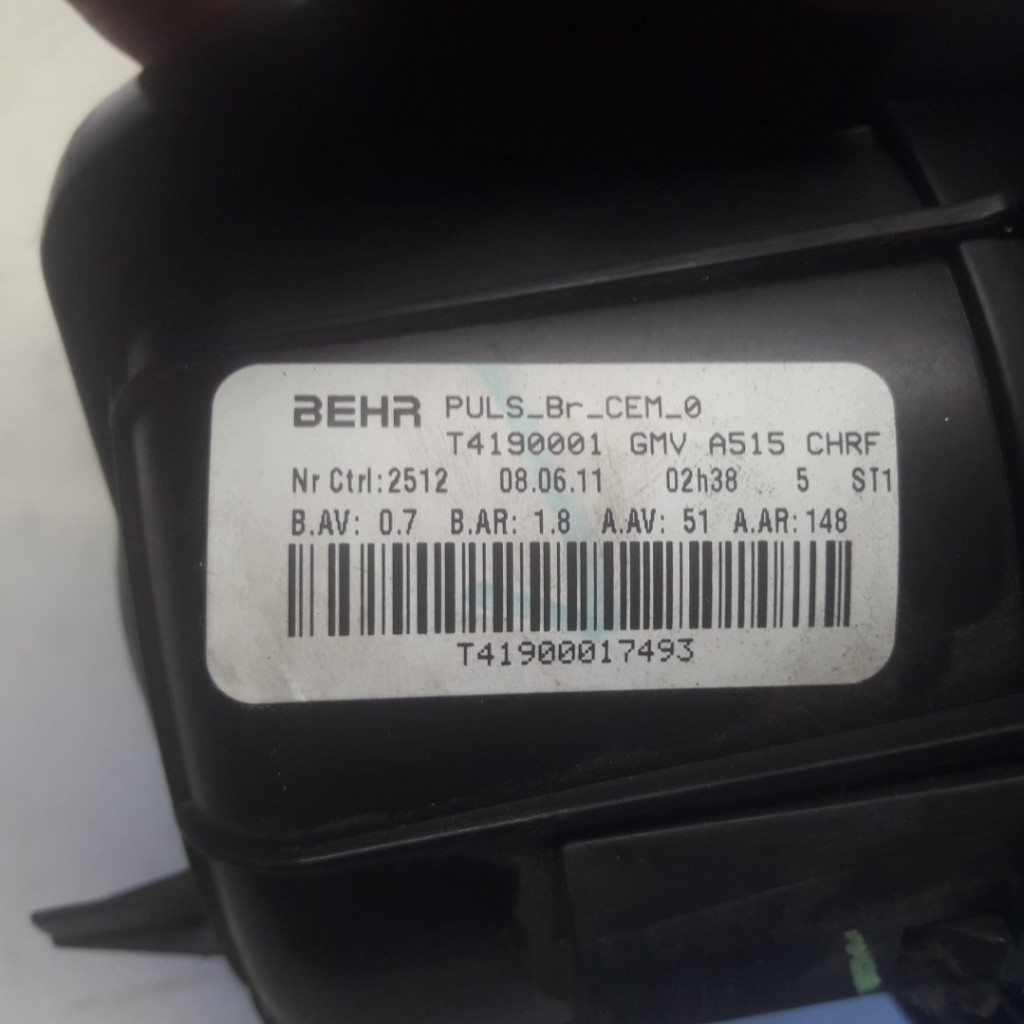 BEHR PULS_Br_CEM_0
T4190001 GMV A515 CHRF
Nr Ctrl:2512 08.06.11 02h38 5 ST1
B.AV: 0.7 B.AR: 1.8 A.AV: 51 A.AR: 148
T41900017493